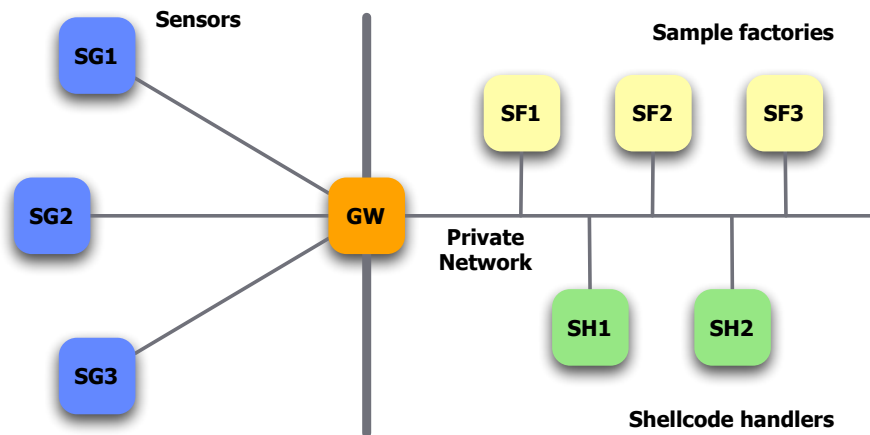 Sensors
Sample factories
SG1
SF1
SF2
SF3
SG2
GW
Private
Network
SH1
SH2
SG3
Shellcode handlers